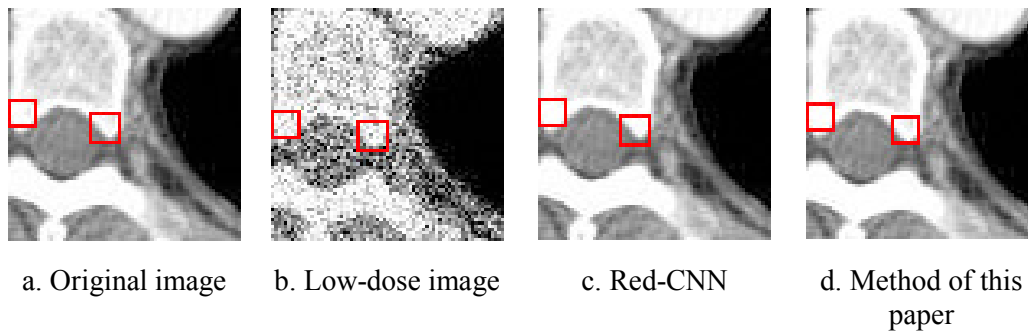 a. Original image
b. Low-dose image
c. Red-CNN
d. Method of this
paper